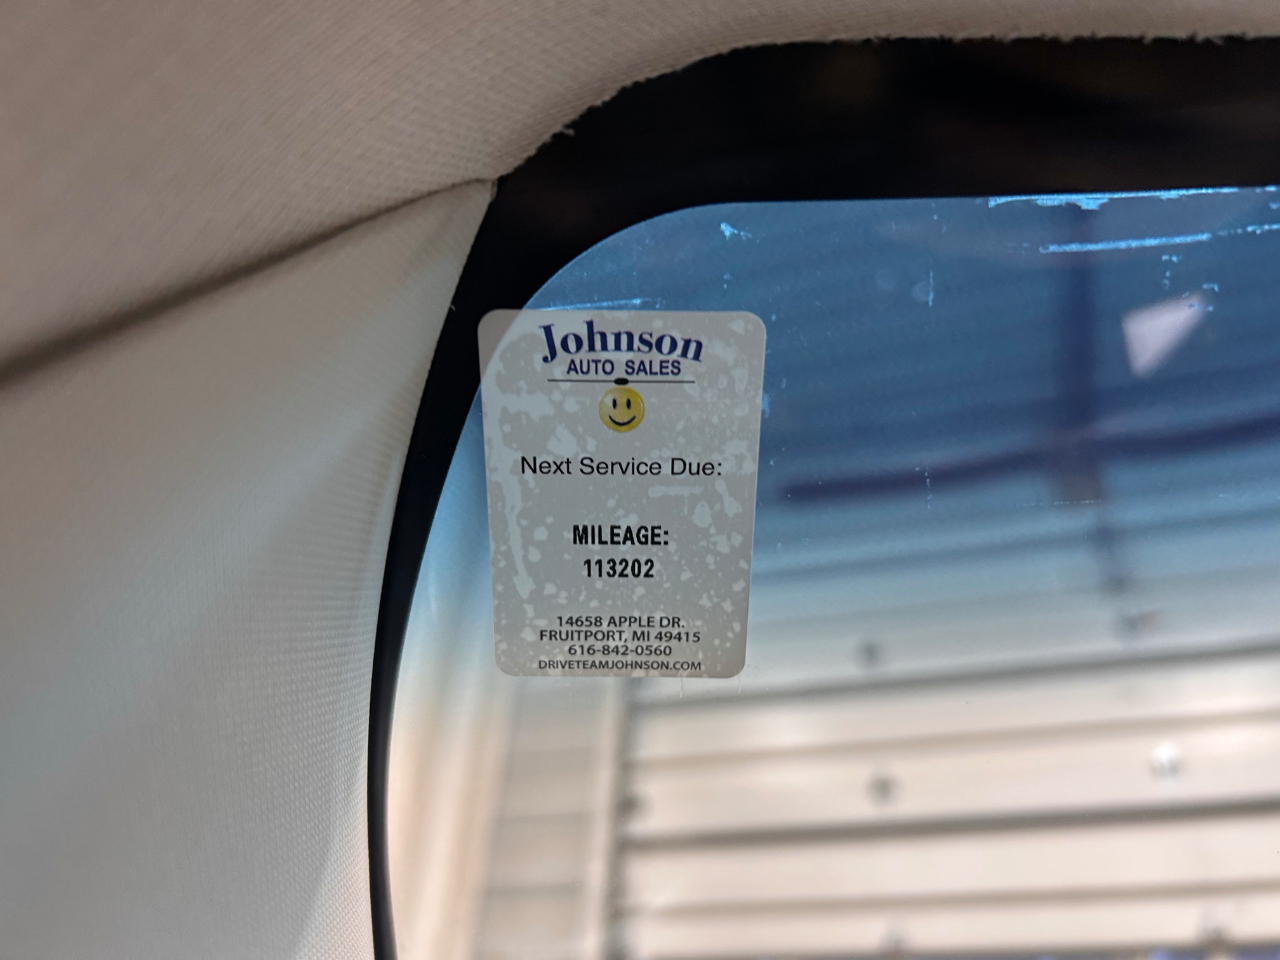 Johnson
AUTO SALES
Next Service Due:
MILEAGE:
113202
14658 APPLE DR.
FRUITPORT, MI 49415
616-842-0560
DRIVETEAMJOHNSON.COM